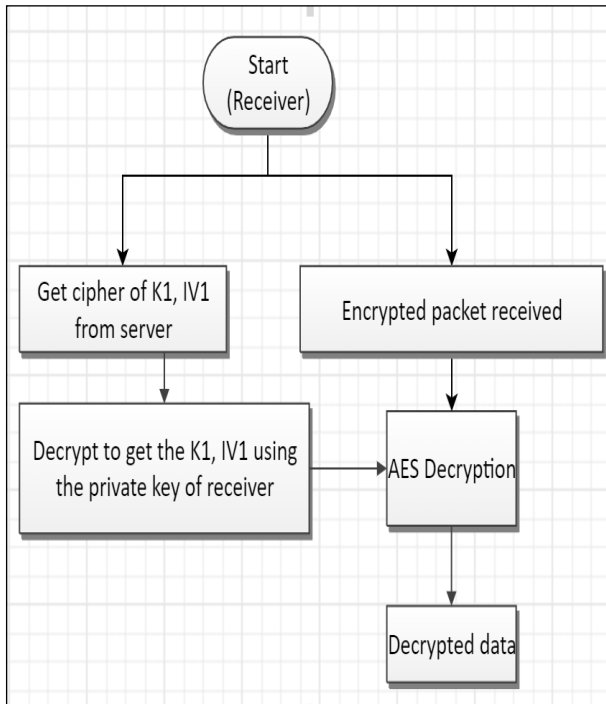 Start
(Receiver)
Get cipher of K1, IV1
from server
Encrypted packet received
Decrypt to get the K1, IV1 using
the private key of receiver
AES Decryption
Decrypted data